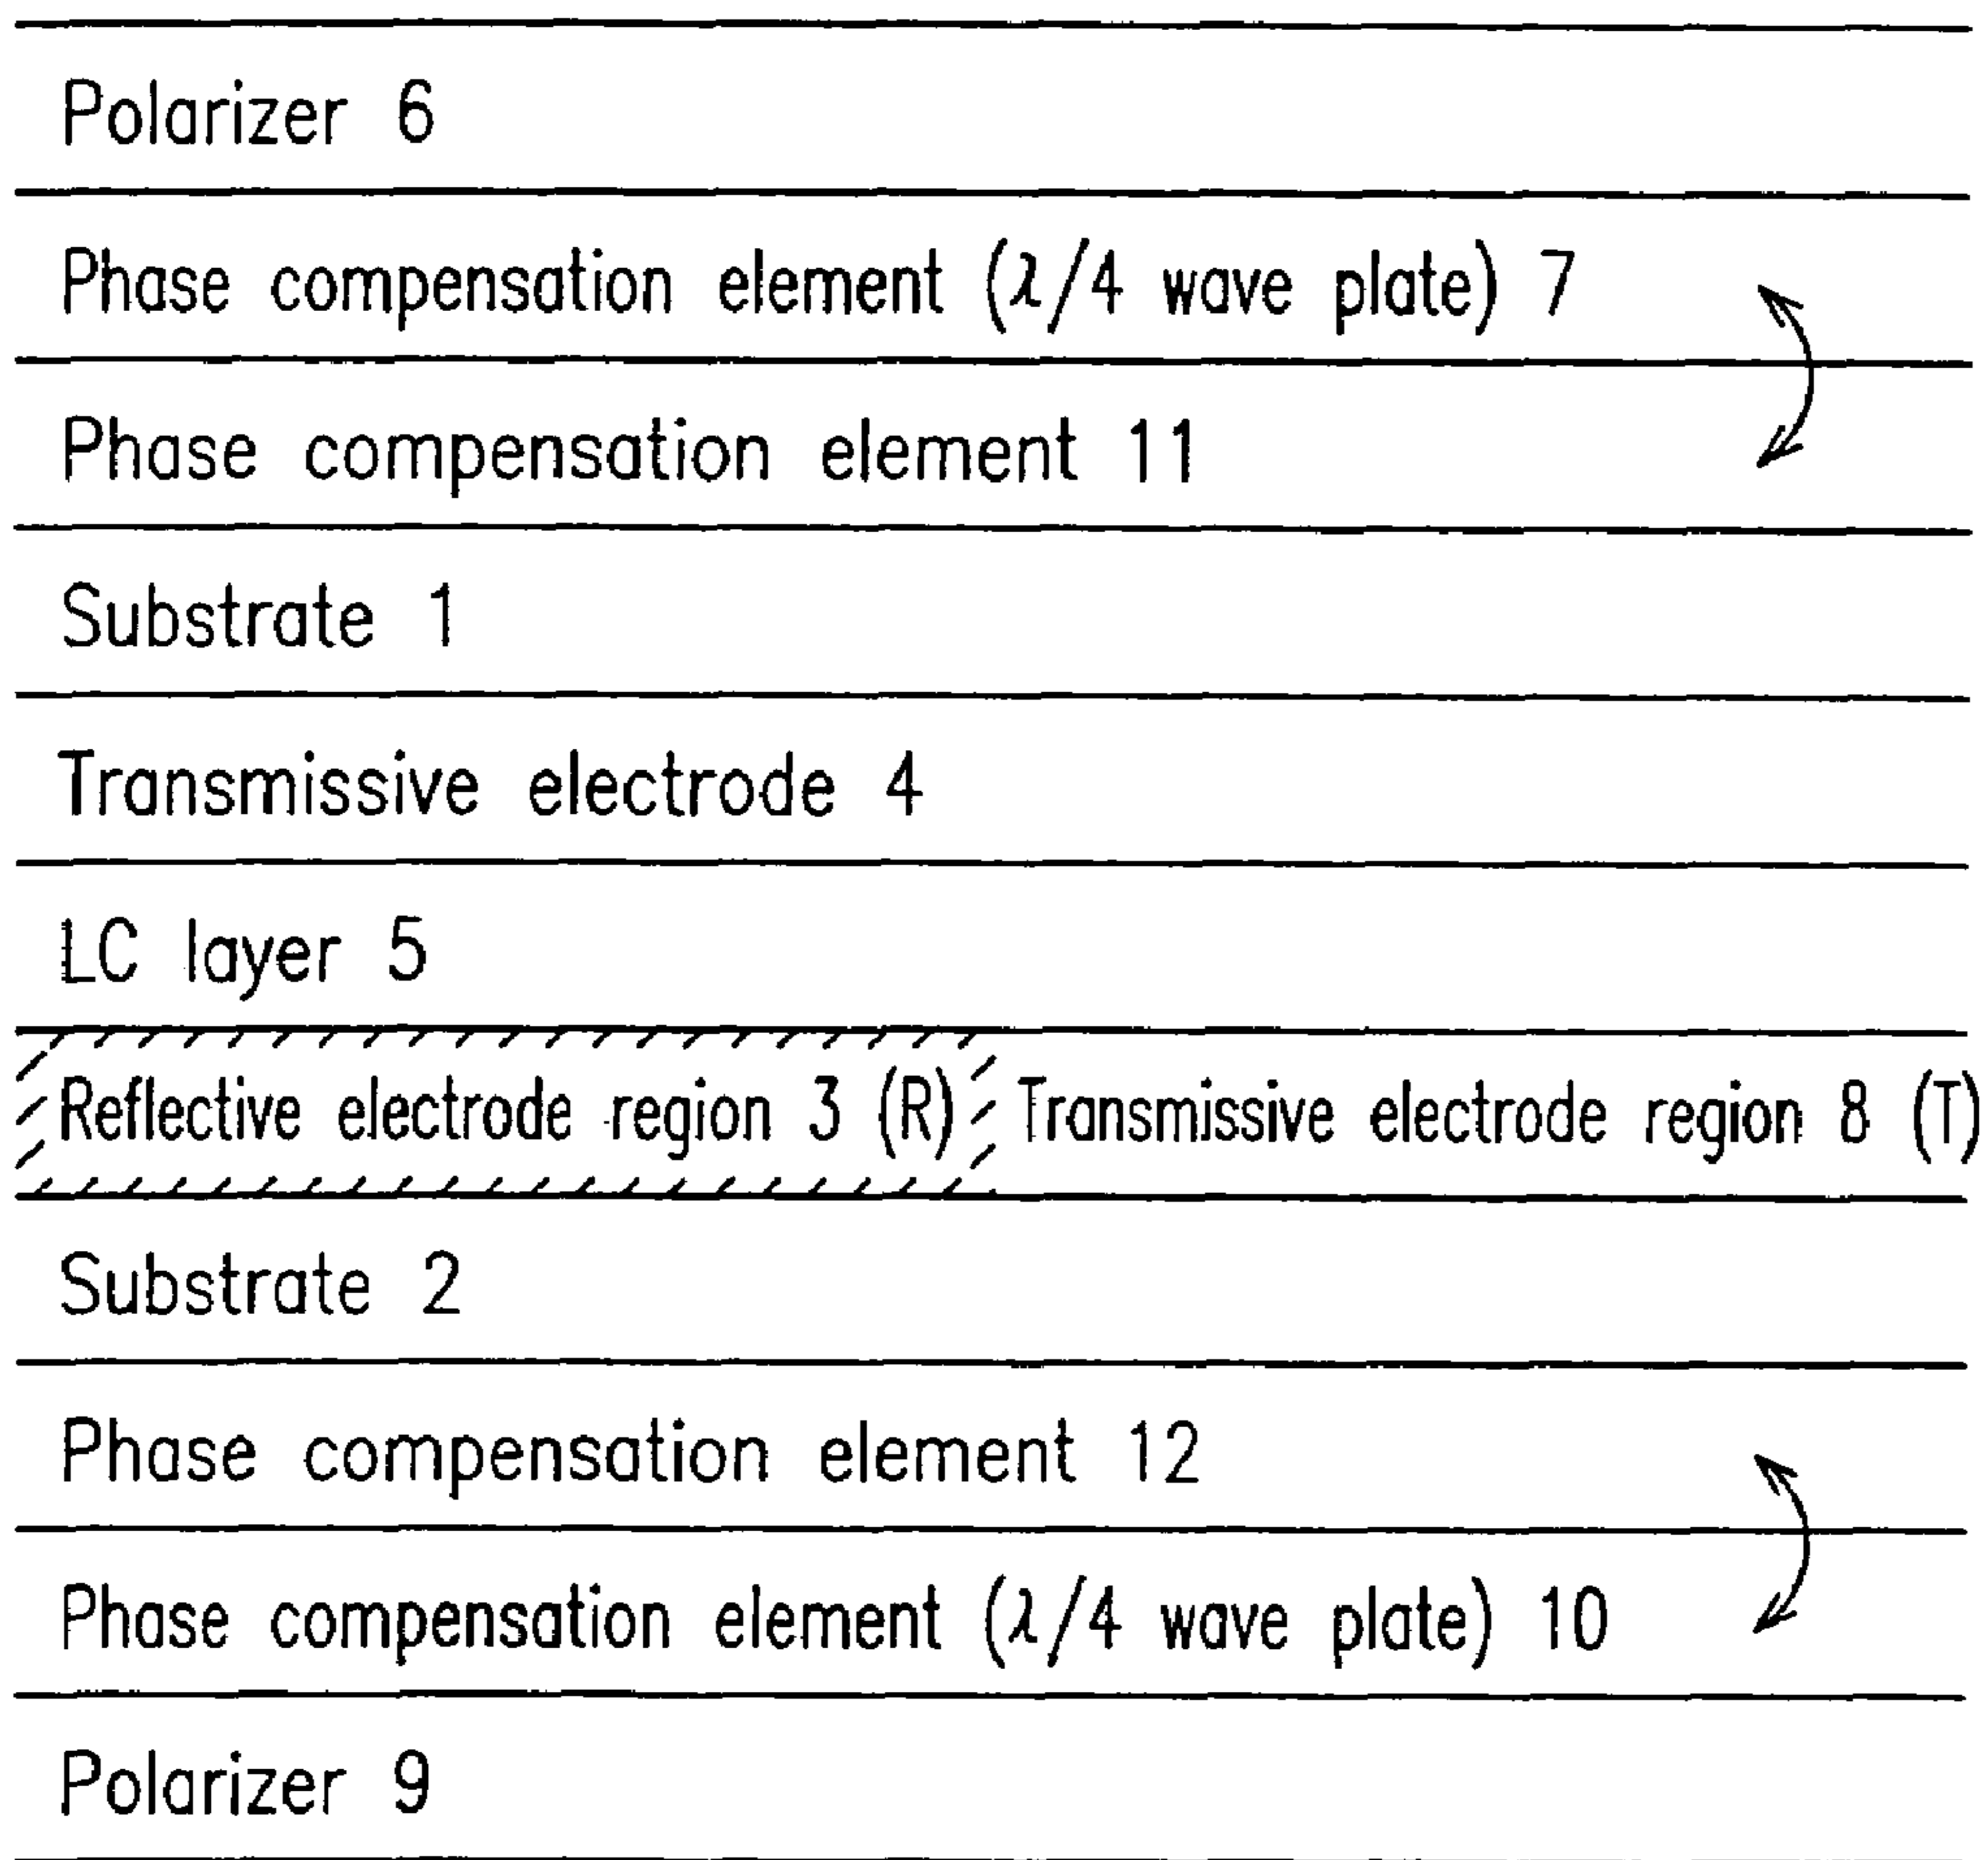 Polarizer 6
Phase compensation element (λ/4 wave plate) 7
Phase compensation element 11
Substrate 1
Transmissive electrode 4
LC layer 5
Reflective electrode region 3 (R) Transmissive electrode region 8 (T)
Substrate 2
Phase compensation element 12
Phase compensation element (λ/4 wave plate) 10
Polarizer 9